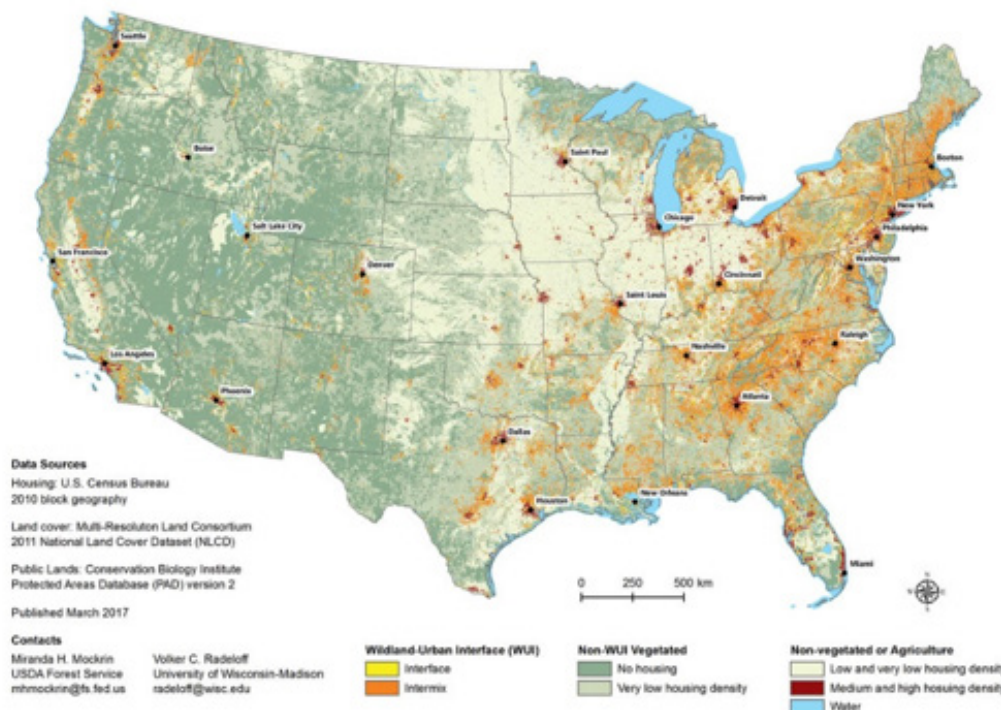 Seattle
Boise
Salt Lake City
San Francisco
Denver
Los Angeles
Phoenix
Saint Paul
Chicago
Detroit
Boston
New York
Philadelphia
Washington
Cincinnati
Saint Louis
Nashville
Raleigh
Atlanta
Dallas
Houston
New Orleans
Miami
Data Sources
Housing: U.S. Census Bureau
2010 block geography
Land cover: Multi-Resoluton Land Consortium
2011 National Land Cover Dataset (NLCD)
Public Lands: Conservation Biology Institute
Protected Areas Database (PAD) version 2
Published March 2017
Contacts
Miranda H. Mockrin
USDA Forest Service
mhmockrin@fs.fed.us
Volker C. Radeloff
University of Wisconsin-Madison
radeloff@wisc.edu
0 250 500 km
Wildland-Urban Interface (WUI)
Interface
Intermix
Non-WUI Vegetated
No housing
Very low housing density
Non-vegetated or Agriculture
Low and very low housing density
Medium and high hosuing density
Water